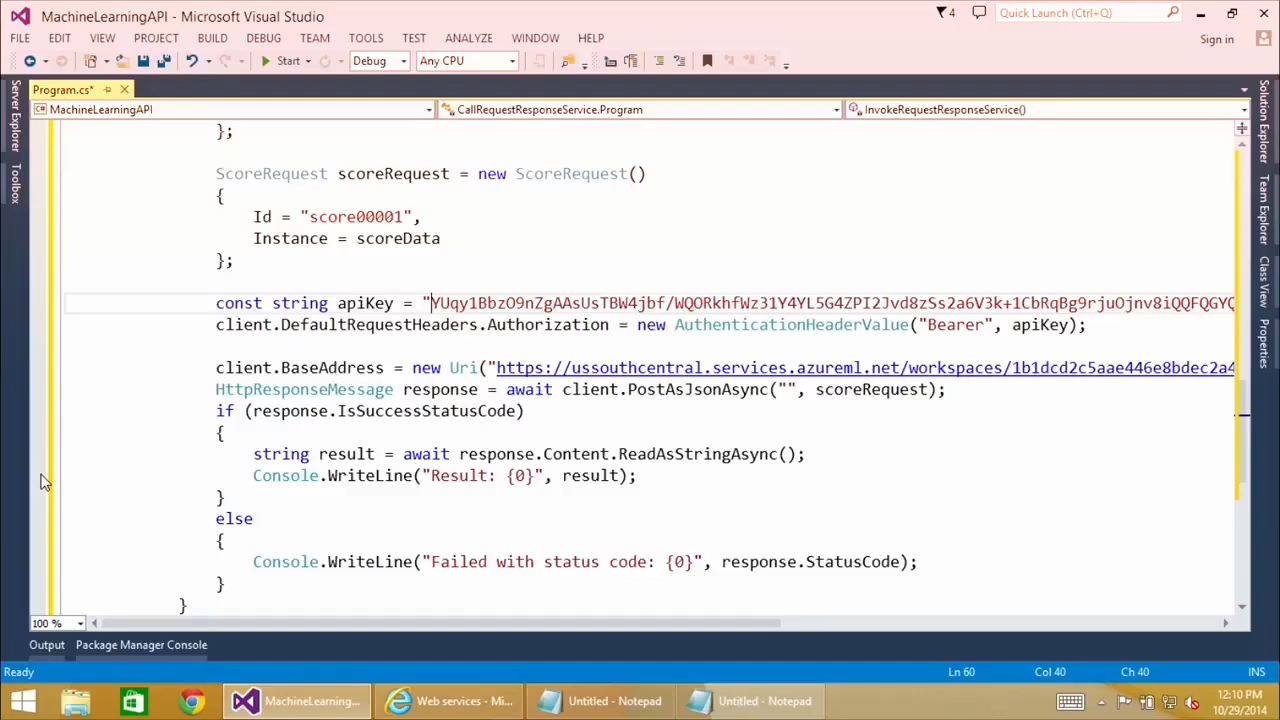 MachineLearningAPI - Microsoft Visual Studio
4
Quick Launch (Ctrl+Q)
FILE EDIT VIEW PROJECT BUILD DEBUG TEAM TOOLS TEST ANALYZE WINDOW HELP
Sign in
Start Debug Any CPU
Program.cs*
MachineLearningAPI CallRequestResponseService.Program InvokeRequestResponseService()
Server Explorer
Toolbox
Solution Explorer
Team Explorer
Class View
Properties
};
ScoreRequest scoreRequest = new ScoreRequest()
{
Id = "score00001",
Instance = scoreData
};
const string apiKey = "YUqy1BbzO9nZgAAsUsTBW4jbf/WQORkhfWz31Y4YL5G4ZPI2Jvd8zSs2a6V3k+1CbRqBg9rjuOjnv8iQQFQGYQ
client.DefaultRequestHeaders.Authorization = new AuthenticationHeaderValue("Bearer", apiKey);
client.BaseAddress = new Uri("https://ussouthcentral.services.azureml.net/workspaces/1b1dcd2c5aae446e8bdec2a4
HttpResponseMessage response = await client.PostAsJsonAsync("", scoreRequest);
if (response.IsSuccessStatusCode)
{
string result = await response.Content.ReadAsStringAsync();
Console.WriteLine("Result: {0}", result);
}
else
{
Console.WriteLine("Failed with status code: {0}", response.StatusCode);
}
}
100 %
Output Package Manager Console
Ready Ln 60 Col 40 Ch 40 INS
MachineLearning... Web services - Mi... Untitled - Notepad Untitled - Notepad
12:10 PM
10/29/2014